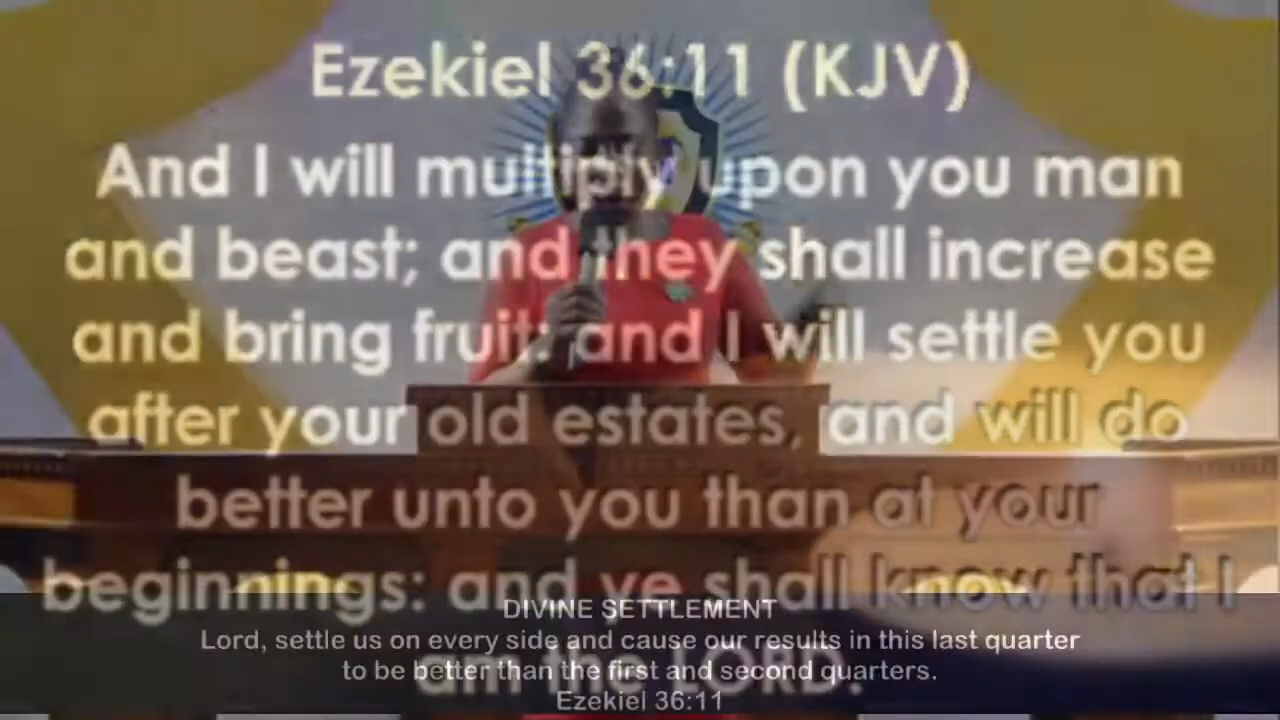 Ezekiel 36:11 (KJV)
And I will multiply upon you man
and beast; and they shall increase
and bring fruit: and I will settle you
after your old estates, and will do
better unto you than at your
beginnings: and ye shall know that I
am the LORD.
DIVINE SETTLEMENT
Lord, settle us on every side and cause our results in this last quarter
to be better than the first and second quarters.
Ezekiel 36:11